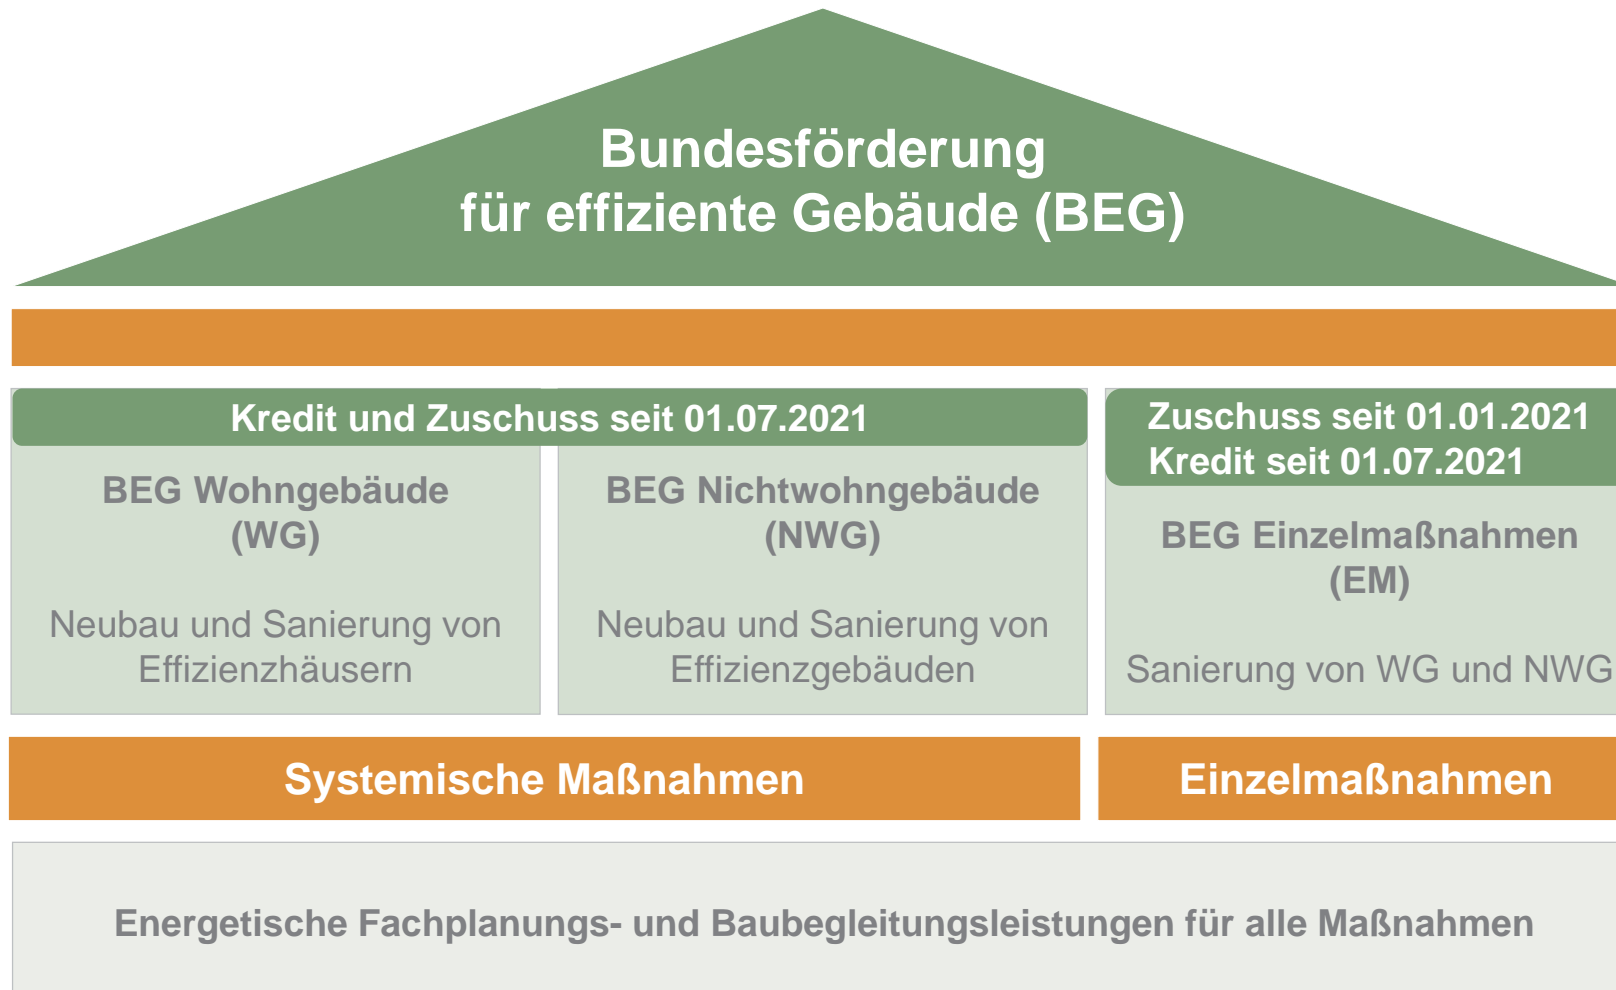 Bundesförderung
für effiziente Gebäude (BEG)
Kredit und Zuschuss seit 01.07.2021
BEG Wohngebäude
(WG)
Neubau und Sanierung von
Effizienzhäusern
BEG Nichtwohngebäude
(NWG)
Neubau und Sanierung von
Effizienzgebäuden
Zuschuss seit 01.01.2021
Kredit seit 01.07.2021
BEG Einzelmaßnahmen
(EM)
Sanierung von WG und NWG
Systemische Maßnahmen
Einzelmaßnahmen
Energetische Fachplanungs- und Baubegleitungsleistungen für alle Maßnahmen